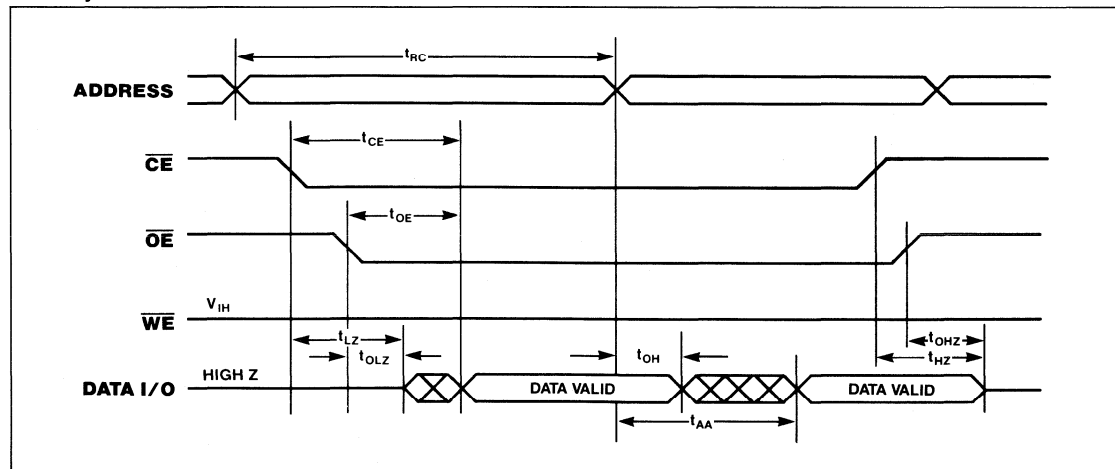 tRC
ADDRESS
tCE
CE
tOE
OE
VIH
WE
tLZ
tOHZ
tOLZ
tOH
tHZ
HIGH Z
DATA I/O
DATA VALID
DATA VALID
tAA